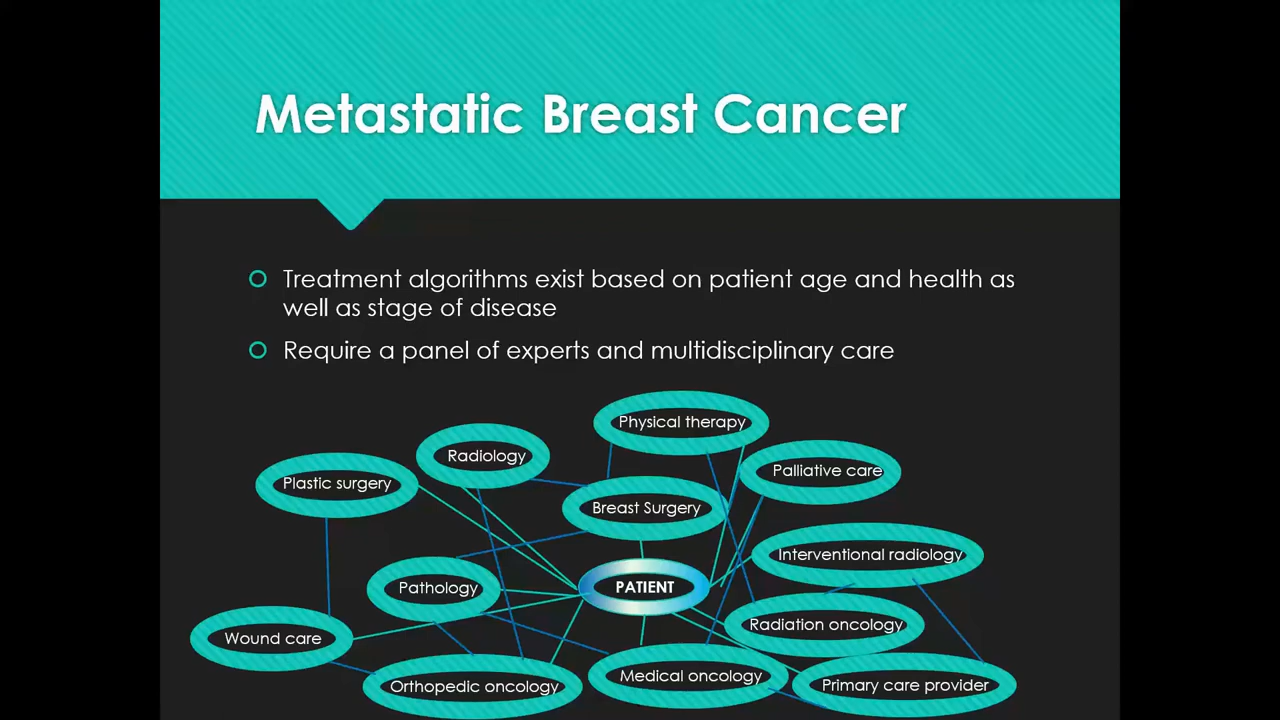 Metastatic Breast Cancer
Treatment algorithms exist based on patient age and health as
well as stage of disease
Require a panel of experts and multidisciplinary care
Physical therapy
Radiology
Palliative care
Plastic surgery
Breast Surgery
Interventional radiology
Pathology
PATIENT
Radiation oncology
Wound care
Medical oncology
Orthopedic oncology
Primary care provider